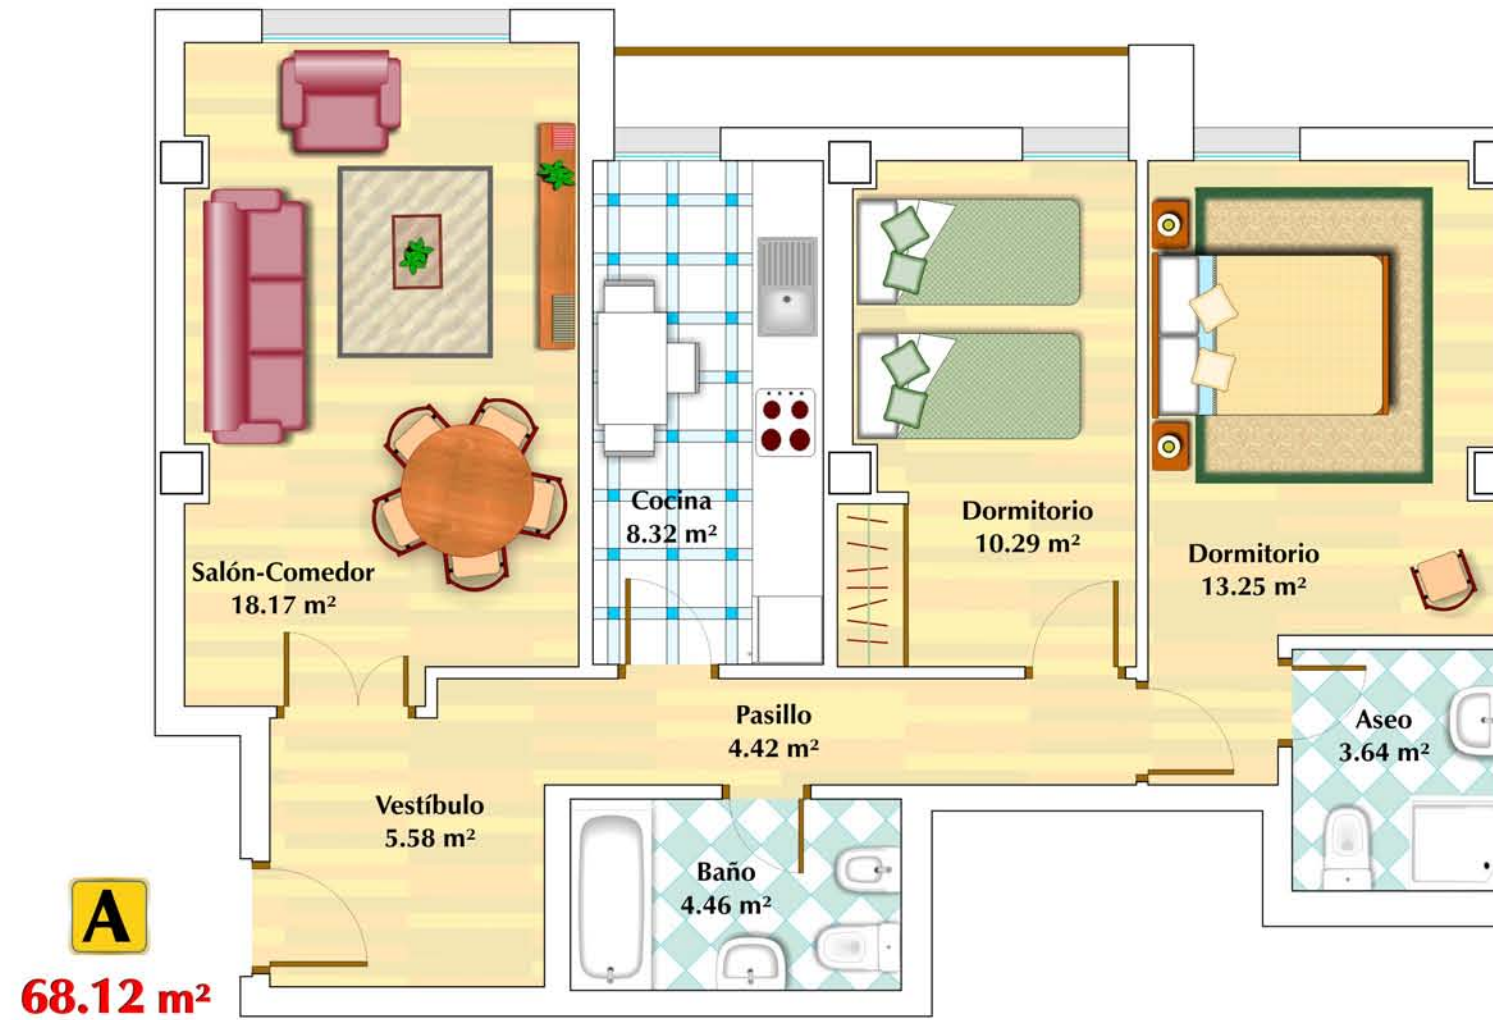 Cocina
8.32 m²
Dormitorio
10.29 m²
Dormitorio
13.25 m²
Salón-Comedor
18.17 m²
Pasillo
4.42 m²
Aseo
3.64 m²
Vestíbulo
5.58 m²
Baño
4.46 m²
A
68.12 m²